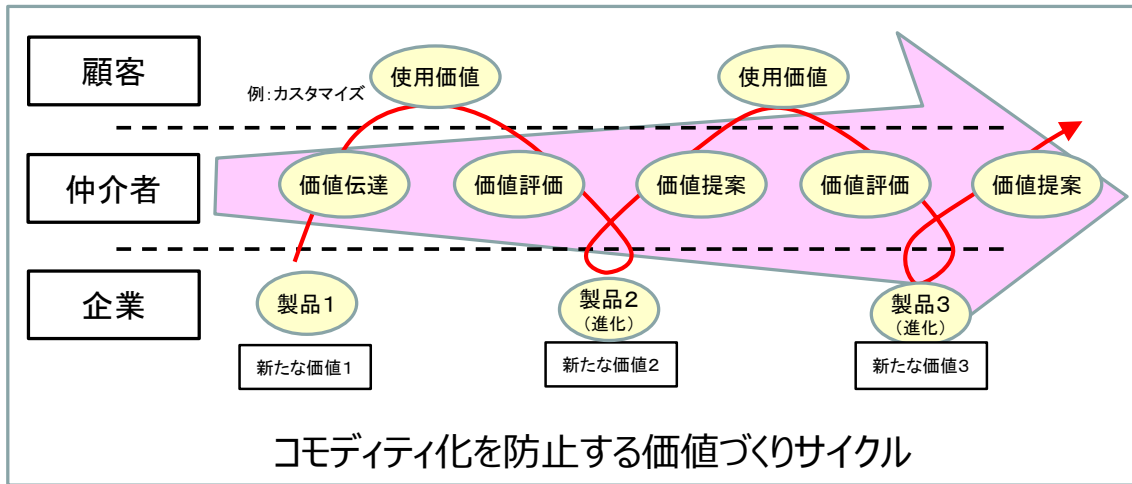 顧客
使用価値
使用価値
例：カスタマイズ
仲介者
価値伝達
価値評価
価値提案
価値評価
価値提案
企業
製品１
製品２
（進化）
製品３
（進化）
新たな価値１
新たな価値２
新たな価値３
コモディティ化を防止する価値づくりサイクル